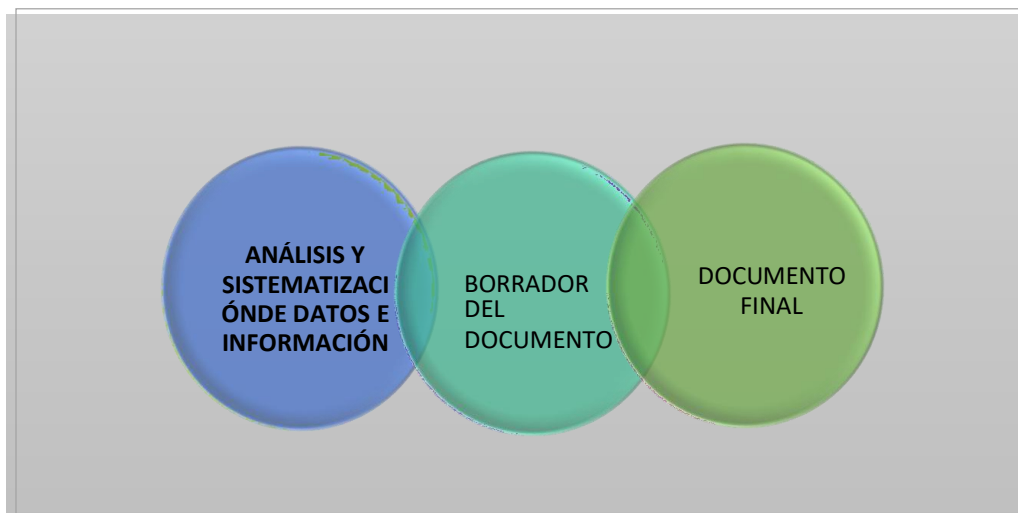 ANÁLISIS Y
SISTEMATIZACI
ÓNDE DATOS E
INFORMACIÓN
BORRADOR
DEL
DOCUMENTO
DOCUMENTO
FINAL